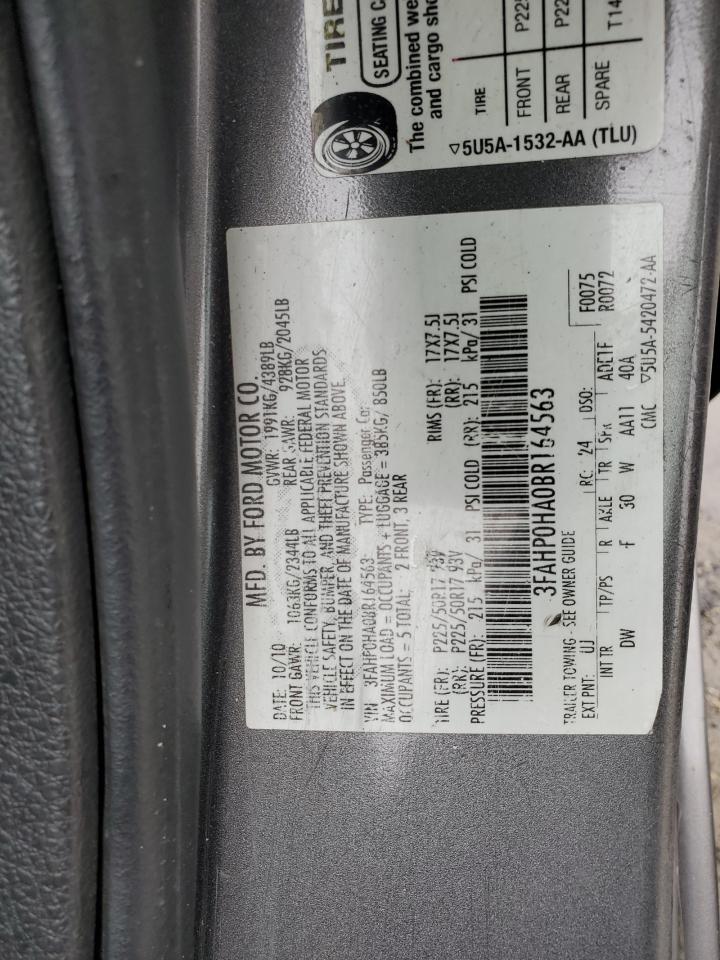 MFD. BY FORD MOTOR CO.
DATE: 10/10 GVWR: 1991KG/4389LB
FRONT GAWR: 1063KG/2344LB REAR GAWR: 928KG/2045LB
THIS VEHICLE CONFORMS TO ALL APPLICABLE FEDERAL MOTOR
VEHICLE SAFETY, BUMPER, AND THEFT PREVENTION STANDARDS
IN EFFECT ON THE DATE OF MANUFACTURE SHOWN ABOVE.
VIN: 3FAHP0HA0BR164563 TYPE: Passenger Car
MAXIMUM LOAD = OCCUPANTS + LUGGAGE = 385KG/ 850LB
OCCUPANTS = 5 TOTAL; 2 FRONT, 3 REAR
TIRE (FR): P225/50R17 93V RIMS (FR): 17X7.5J
(RR): P225/50R17 93V (RR): 17X7.5J
PRESSURE (FR): 215 kPa/ 31 PSI COLD (RR): 215 kPa/ 31 PSI COLD
3FAHP0HA0BR164563
TRAILER TOWING - SEE OWNER GUIDE
EXT PNT: UJ RC: 24 DSO: F0075
R0072
INT TR TP/PS R AXLE TR SPR ADE1F
DW f 30 W AA11 40A
CMC ▽5U5A-5420472-AA
TIRE
SEATING C
The combined we
and cargo sho
TIRE
FRONT P225
REAR P22
SPARE T14
▽5U5A-1532-AA (TLU)